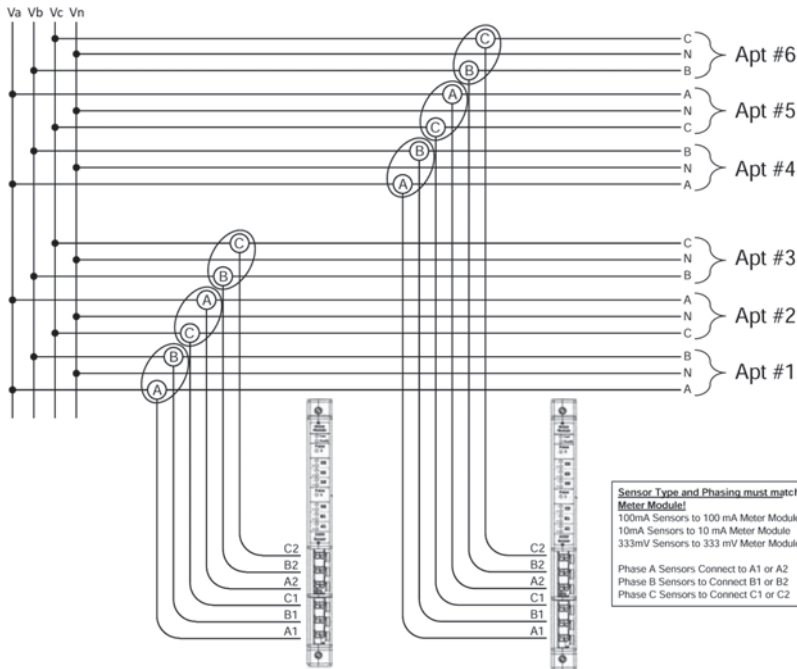 Va Vb Vc Vn
C
N
B
Apt #6
A
N
C
Apt #5
B
N
A
Apt #4
C
N
B
Apt #3
A
N
C
Apt #2
B
N
A
Apt #1
C
B
A
C
B
A
C
B
A
C
B
A
C2
B2
A2
C1
B1
A1
C2
B2
A2
C1
B1
A1
Sensor Type and Phasing must match
Meter Module!
100mA Sensors to 100 mA Meter Module
10mA Sensors to 10 mA Meter Module
333mV Sensors to 333 mV Meter Module
Phase A Sensors Connect to A1 or A2
Phase B Sensors to Connect B1 or B2
Phase C Sensors to Connect C1 or C2